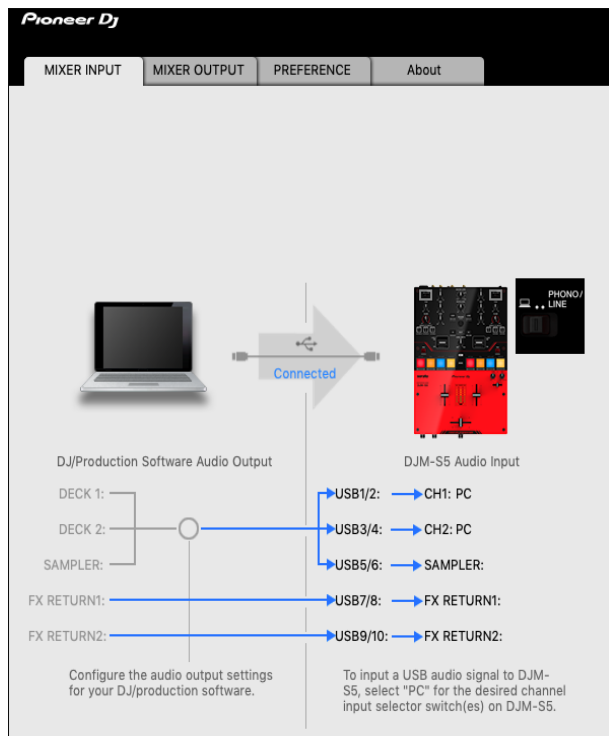 Pioneer Dj
MIXER INPUT
MIXER OUTPUT
PREFERENCE
About
PHONO/
LINE
Connected
DJ/Production Software Audio Output
DJM-S5 Audio Input
DECK 1:
USB1/2:
CH1: PC
DECK 2:
USB3/4:
CH2: PC
SAMPLER:
USB5/6:
SAMPLER:
FX RETURN1:
USB7/8:
FX RETURN1:
FX RETURN2:
USB9/10:
FX RETURN2:
Configure the audio output settings
for your DJ/production software.
To input a USB audio signal to DJM-
S5, select "PC" for the desired channel
input selector switch(es) on DJM-S5.